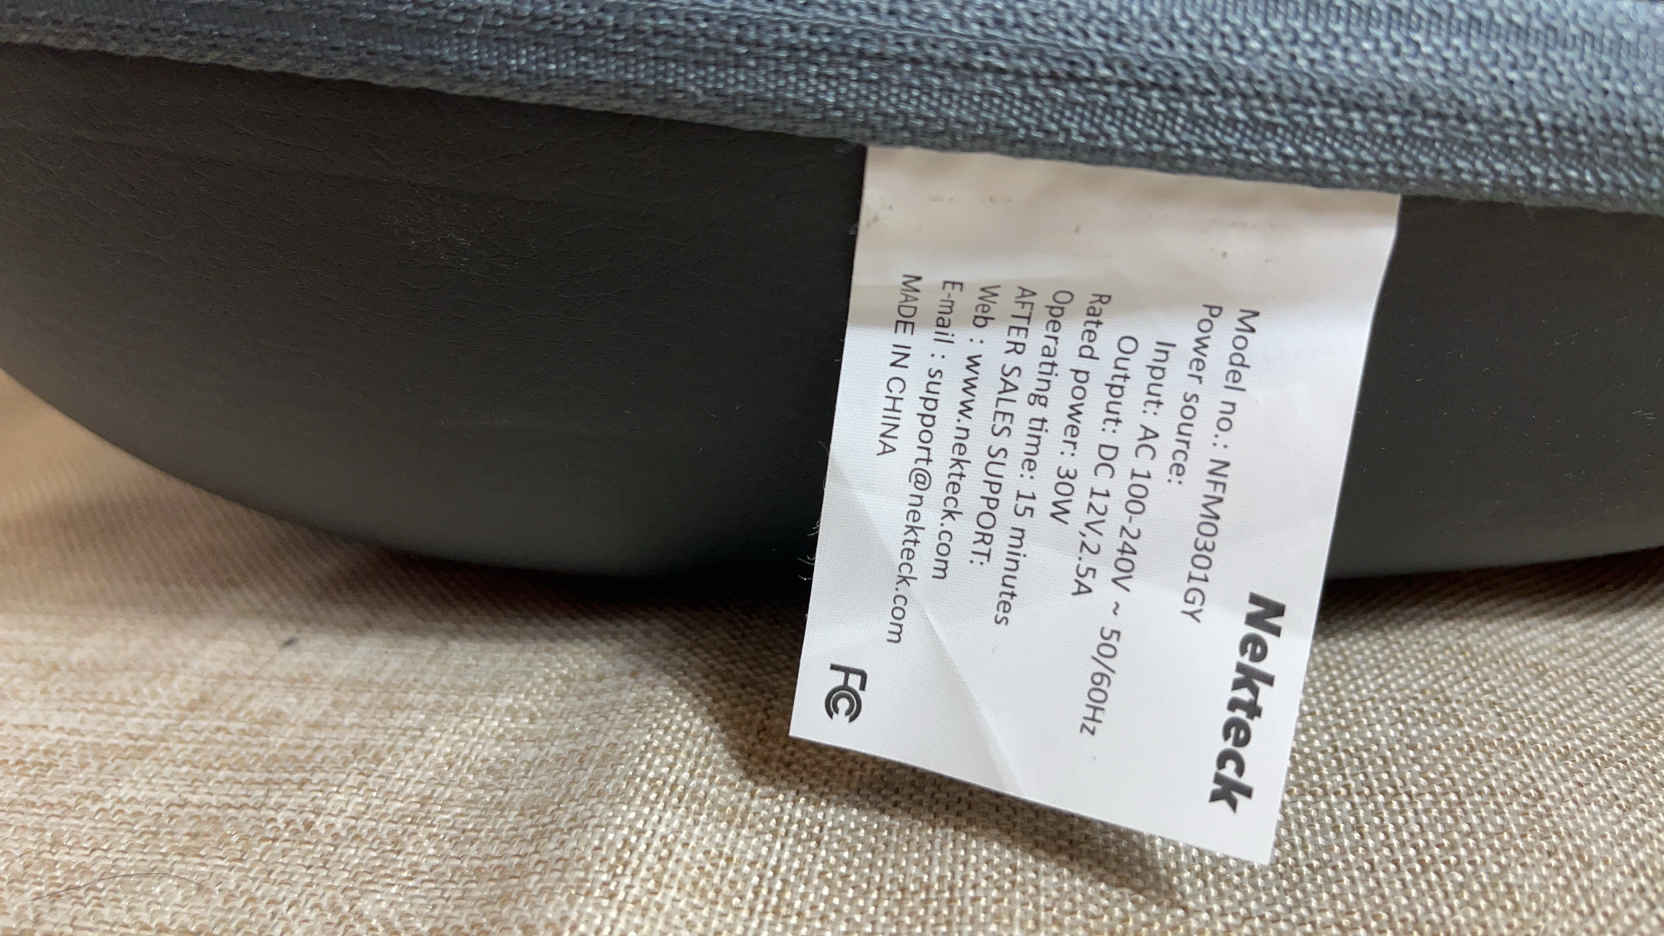 Nekteck
Model no.: NFM0301GY
Power source:
Input: AC 100-240V ~ 50/60Hz
Output: DC 12V,2.5A
Rated power: 30W
Operating time: 15 minutes
AFTER SALES SUPPORT:
Web : www.nekteck.com
E-mail : support@nekteck.com
MADE IN CHINA
FC